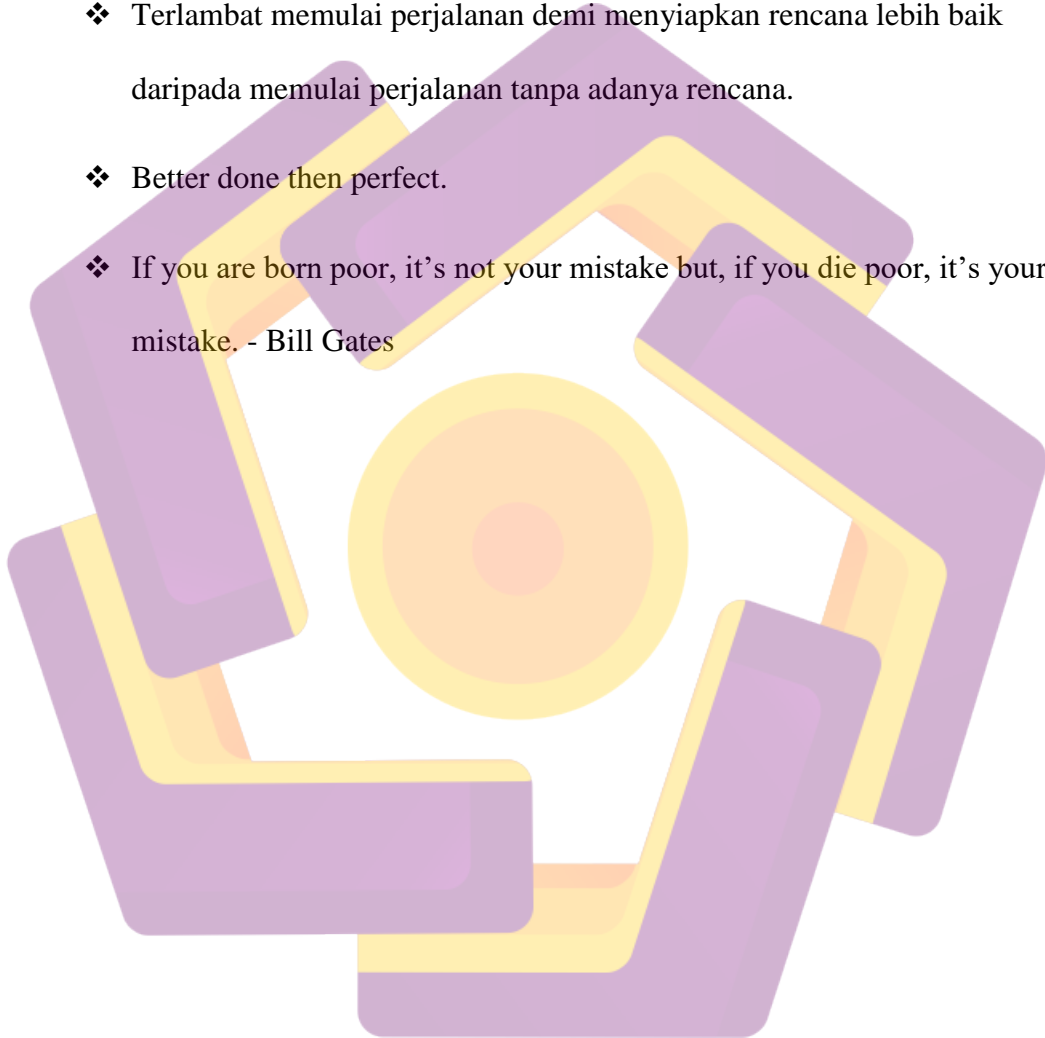 ❖ Terlambat memulai perjalanan demi menyiapkan rencana lebih baik
daripada memulai perjalanan tanpa adanya rencana.
❖ Better done then perfect.
❖ If you are born poor, it’s not your mistake but, if you die poor, it’s your
mistake. - Bill Gates